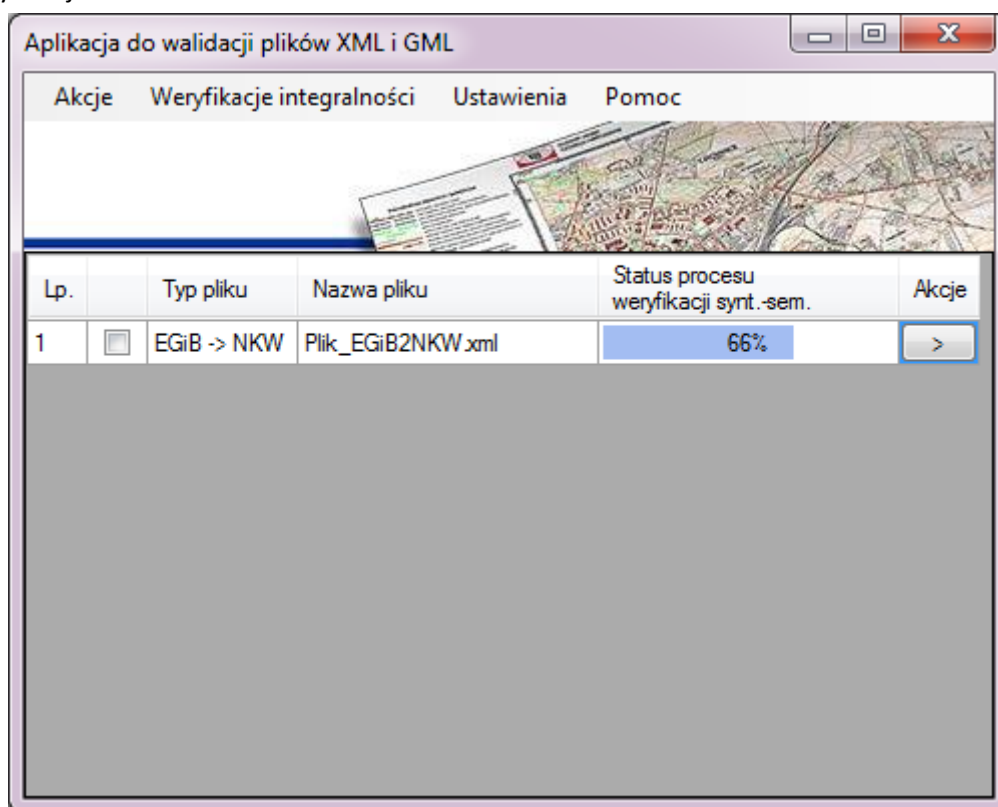 Aplikacja do walidacji plików XML i GML
Akcje Weryfikacje integralności Ustawienia Pomoc
Lp. Typ pliku Nazwa pliku Status procesu weryfikacji synt.-sem. Akcje
1 EGiB -> NKW Plik_EGiB2NKW.xml 66% >